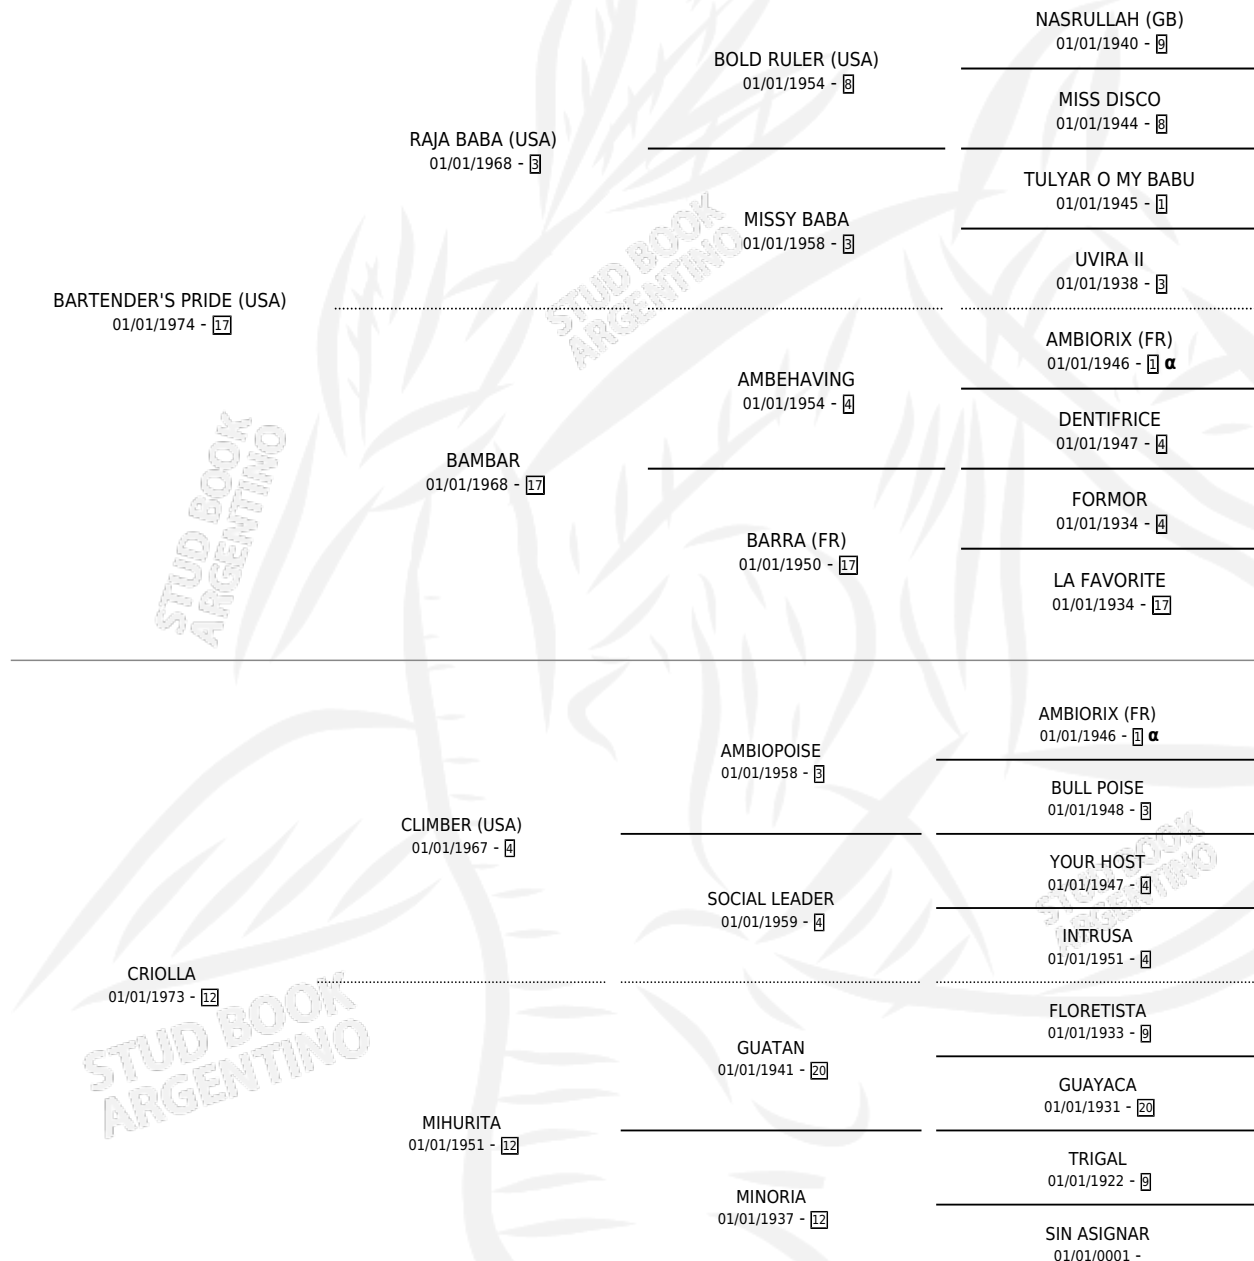 NASRULLAH (GB)
01/01/1940 - 9
BOLD RULER (USA)
01/01/1954 - 8
MISS DISCO
01/01/1944 - 8
RAJA BABA (USA)
01/01/1968 - 3
TULYAR O MY BABU
01/01/1945 - 1
MISSY BABA
01/01/1958 - 3
UVIRA II
01/01/1938 - 3
BARTENDER'S PRIDE (USA)
01/01/1974 - 17
AMBIORIX (FR)
01/01/1946 - 1 α
AMBEHAVING
01/01/1954 - 4
DENTIFRICE
01/01/1947 - 4
BAMBAR
01/01/1968 - 17
FORMOR
01/01/1934 - 4
BARRA (FR)
01/01/1950 - 17
LA FAVORITE
01/01/1934 - 17
AMBIORIX (FR)
01/01/1946 - 1 α
AMBIOPOISE
01/01/1958 - 3
BULL POISE
01/01/1948 - 3
CLIMBER (USA)
01/01/1967 - 4
YOUR HOST
01/01/1947 - 4
SOCIAL LEADER
01/01/1959 - 4
INTRUSA
01/01/1951 - 4
CRIOLLA
01/01/1973 - 12
FLORETISTA
01/01/1933 - 9
GUATAN
01/01/1941 - 20
GUAYACA
01/01/1931 - 20
MIHURITA
01/01/1951 - 12
TRIGAL
01/01/1922 - 9
MINORIA
01/01/1937 - 12
SIN ASIGNAR
01/01/0001 -
STUD BOOK
ARGENTINO
STUD BOOK
ARGENTINO
STUD BOOK
ARGENTINO
STUD BOOK
ARGENTINO